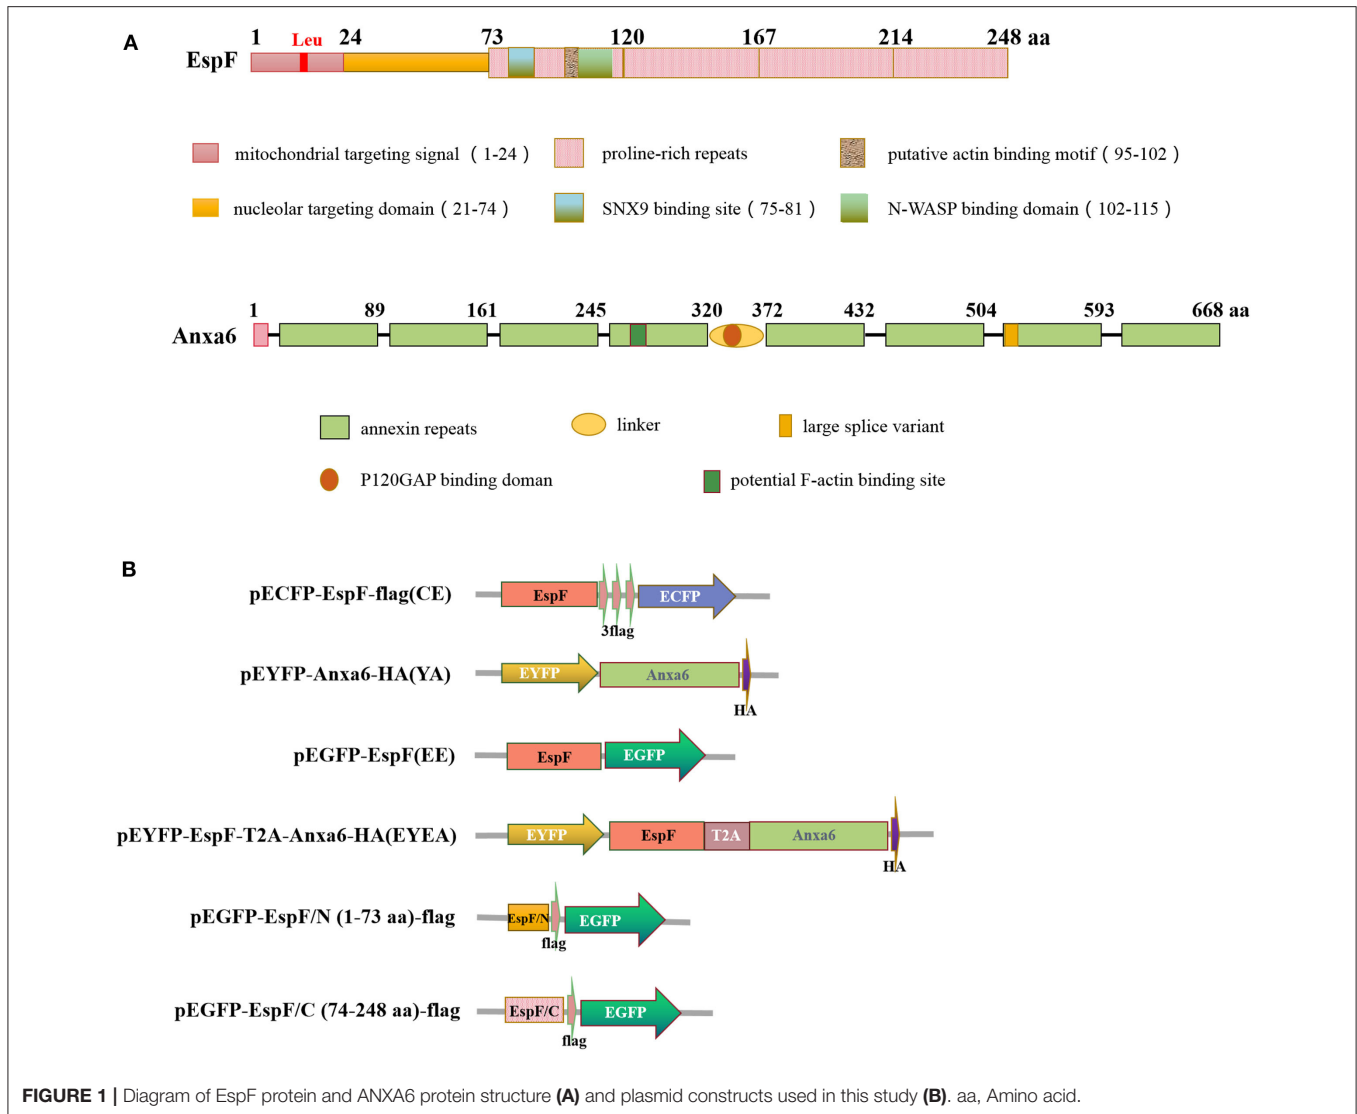 A
1 Leu 24 73 120 167 214 248 aa
EspF
mitochondrial targeting signal ( 1-24 ) proline-rich repeats putative actin binding motif ( 95-102 )
nucleolar targeting domain ( 21-74 ) SNX9 binding site ( 75-81 ) N-WASP binding domain ( 102-115 )
1 89 161 245 320 372 432 504 593 668 aa
Anxa6
annexin repeats linker large splice variant
P120GAP binding domain potential F-actin binding site
B
pECFP-EspF-flag(CE) EspF ECFP
3flag
pEYFP-Anxa6-HA(YA) EYFP Anxa6
HA
pEGFP-EspF(EE) EspF EGFP
pEYFP-EspF-T2A-Anxa6-HA(EYEA) EYFP EspF T2A Anxa6
HA
pEGFP-EspF/N (1-73 aa)-flag EspF/N EGFP
flag
pEGFP-EspF/C (74-248 aa)-flag EspF/C EGFP
flag
FIGURE 1 | Diagram of EspF protein and ANXA6 protein structure (A) and plasmid constructs used in this study (B). aa, Amino acid.